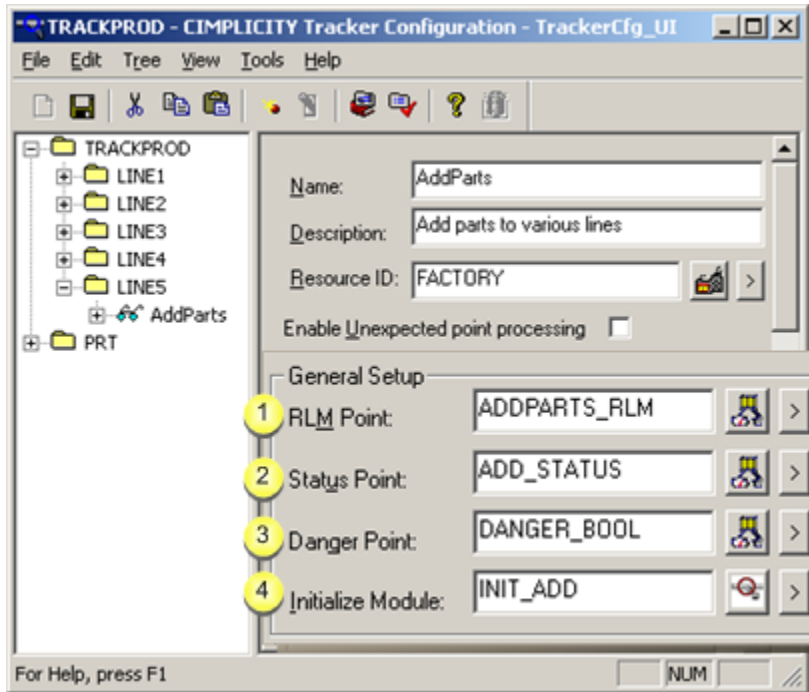 TRACKPROD - CIMPLICITY Tracker Configuration - TrackerCfg_UI
File Edit Tree View Tools Help
TRACKPROD
LINE1
LINE2
LINE3
LINE4
LINE5
AddParts
PRT
Name: AddParts
Description: Add parts to various lines
Resource ID: FACTORY >
Enable Unexpected point processing
General Setup
1 RLM Point: ADDPARTS_RLM >
2 Status Point: ADD_STATUS >
3 Danger Point: DANGER_BOOL >
4 Initialize Module: INIT_ADD >
For Help, press F1 NUM